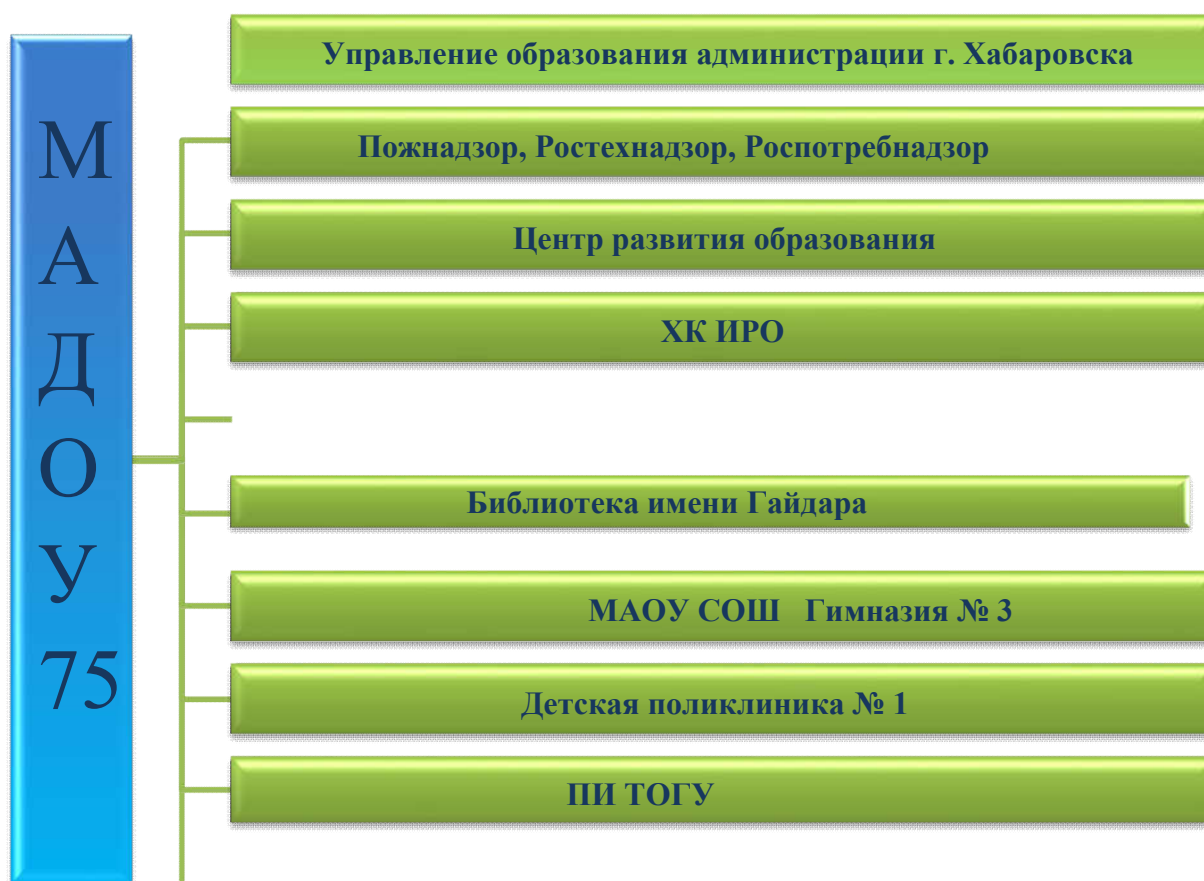 МАДОУ 75
Управление образования администрации г. Хабаровска
Пожнадзор, Ростехнадзор, Роспотребнадзор
Центр развития образования
ХК ИРО
Библиотека имени Гайдара
МАОУ СОШ Гимназия № 3
Детская поликлиника № 1
ПИ ТОГУ